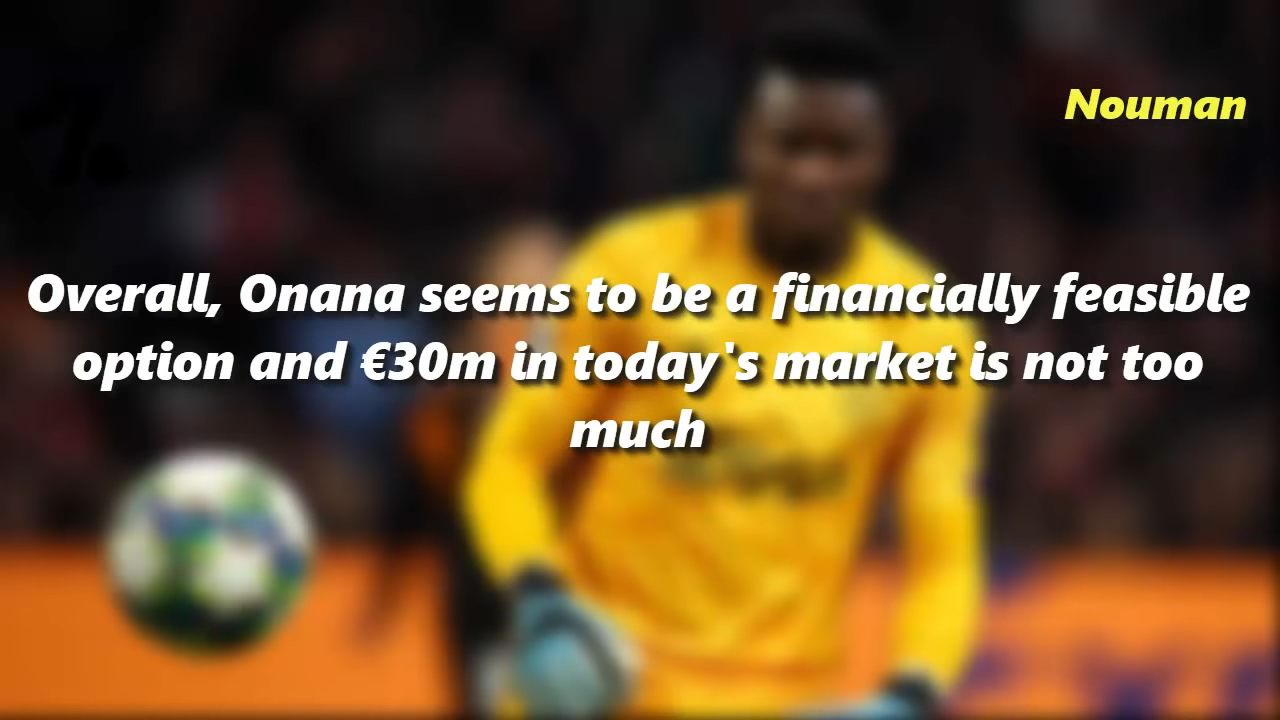 Nouman
Overall, Onana seems to be a financially feasible
option and €30m in today's market is not too
much